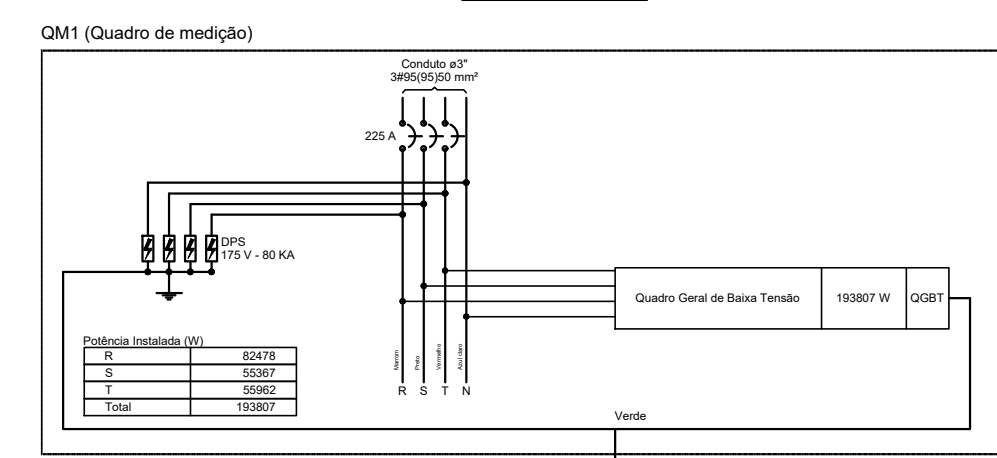 QM1 (Quadro de medição)
Conduto ø3"
3#95(95)50 mm²
225 A
DPS
175 V - 80 KA
Quadro Geral de Baixa Tensão
193807 W
QGBT
Potência Instalada (W)
R 82478
S 55367
T 55962
Total 193807
Marrom
Preto
Vermelho
Azul claro
R S T N
Verde